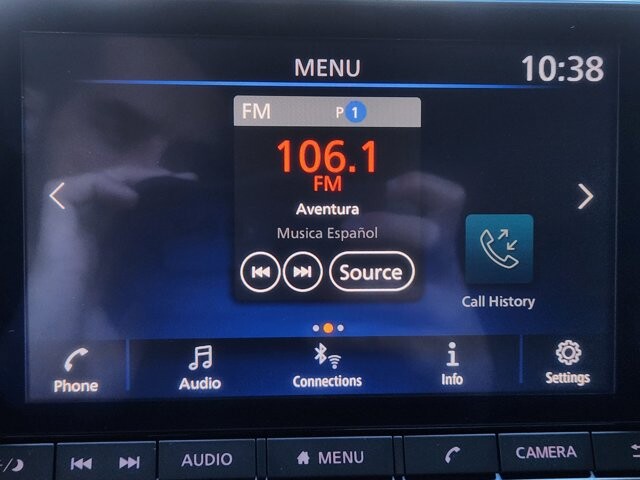 MENU
10:38
FM P 1
106.1
FM
Aventura
Musica Español
Source
Call History
Phone
Audio
Connections
Info
Settings
AUDIO
MENU
CAMERA